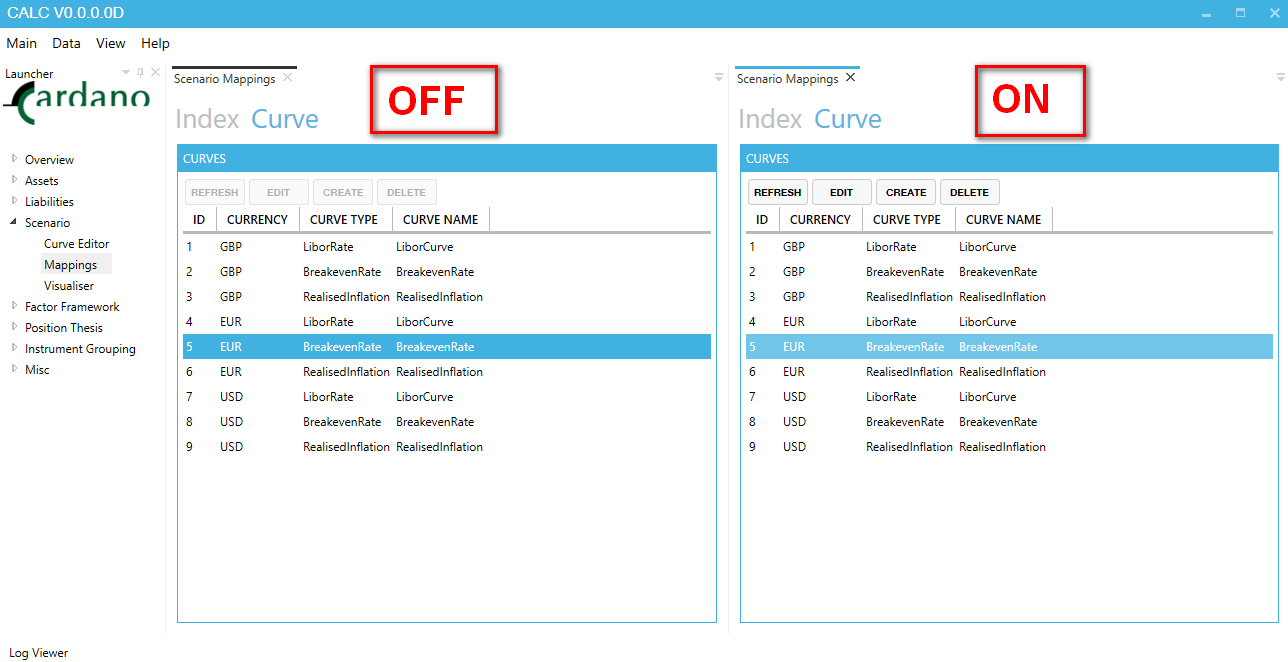 CALC V0.0.0.0D
Main Data View Help
Launcher
Cardano
Overview
Assets
Liabilities
Scenario
Curve Editor
Mappings
Visualiser
Factor Framework
Position Thesis
Instrument Grouping
Misc
Scenario Mappings
OFF
Index Curve
CURVES
REFRESH EDIT CREATE DELETE
ID CURRENCY CURVE TYPE CURVE NAME
1 GBP LiborRate LiborCurve
2 GBP BreakevenRate BreakevenRate
3 GBP RealisedInflation RealisedInflation
4 EUR LiborRate LiborCurve
5 EUR BreakevenRate BreakevenRate
6 EUR RealisedInflation RealisedInflation
7 USD LiborRate LiborCurve
8 USD BreakevenRate BreakevenRate
9 USD RealisedInflation RealisedInflation
Scenario Mappings
ON
Index Curve
CURVES
REFRESH EDIT CREATE DELETE
ID CURRENCY CURVE TYPE CURVE NAME
1 GBP LiborRate LiborCurve
2 GBP BreakevenRate BreakevenRate
3 GBP RealisedInflation RealisedInflation
4 EUR LiborRate LiborCurve
5 EUR BreakevenRate BreakevenRate
6 EUR RealisedInflation RealisedInflation
7 USD LiborRate LiborCurve
8 USD BreakevenRate BreakevenRate
9 USD RealisedInflation RealisedInflation
Log Viewer